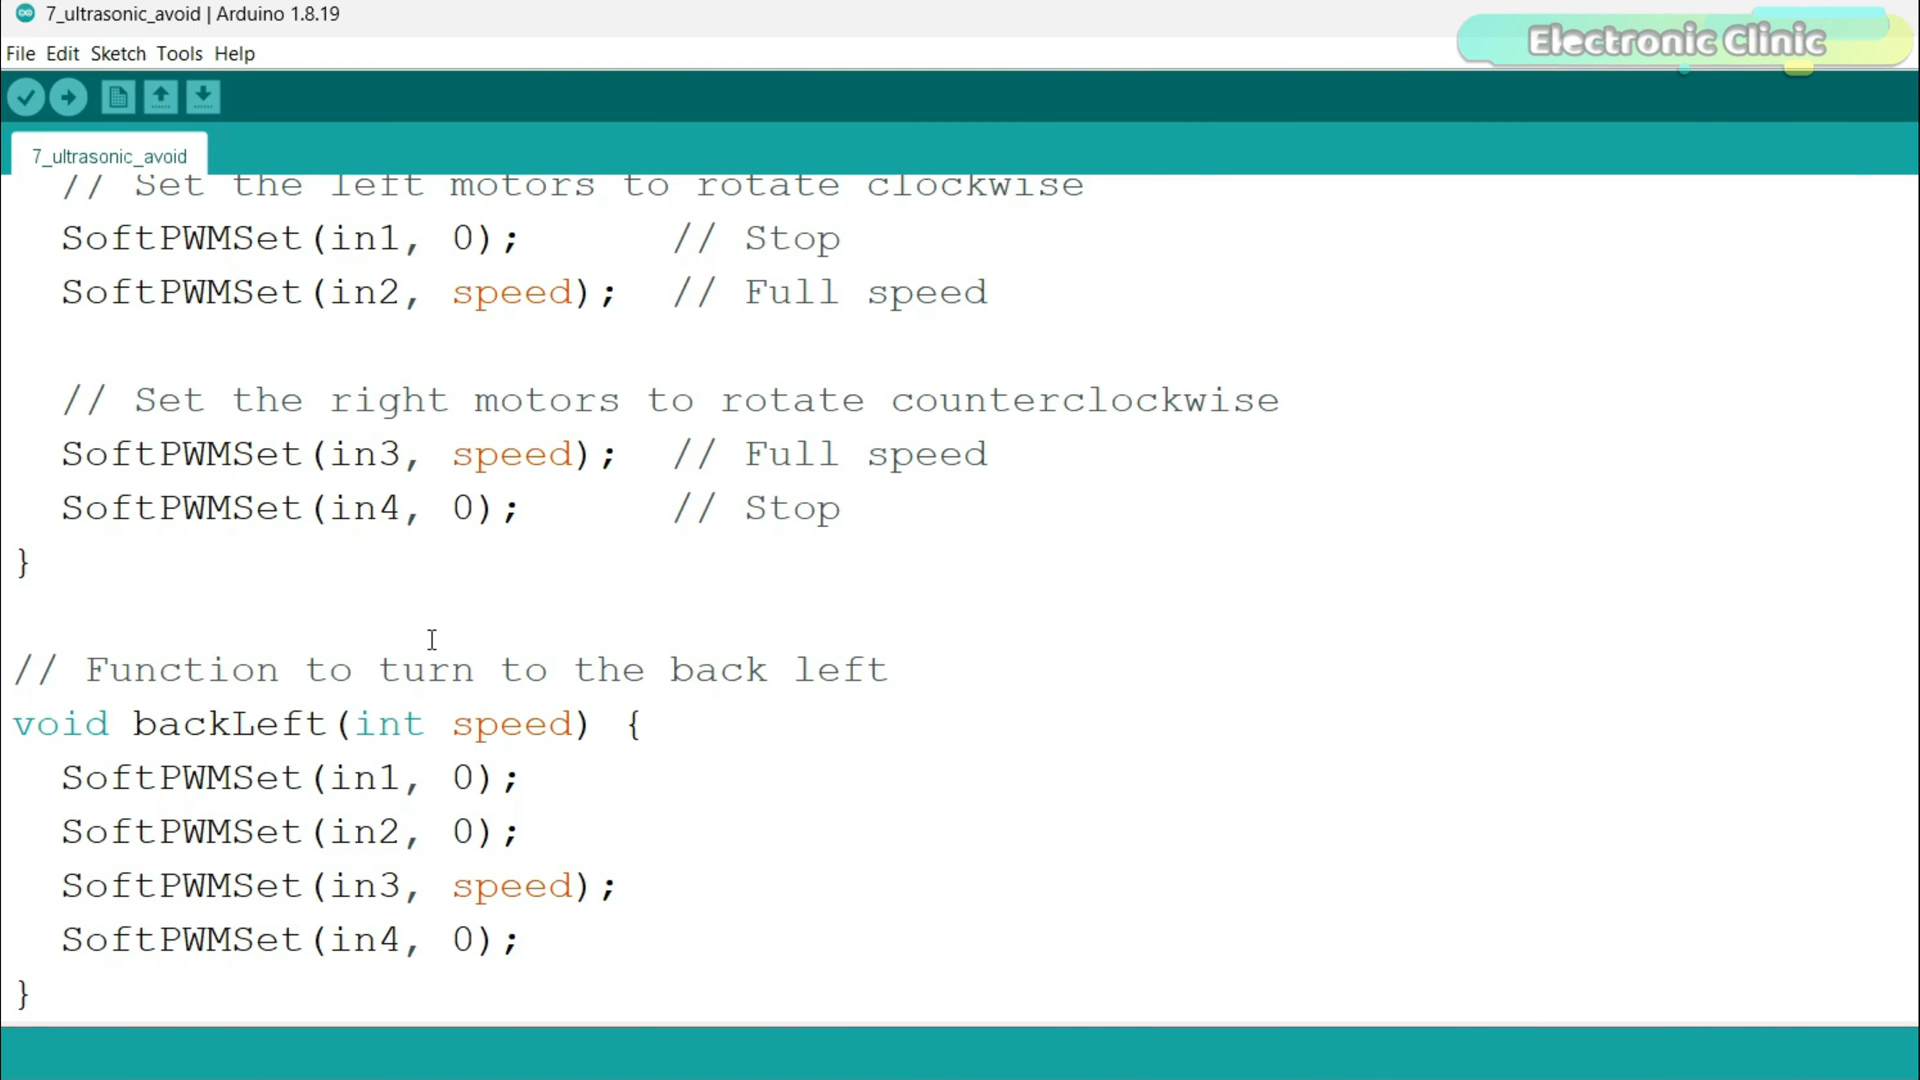 7_ultrasonic_avoid | Arduino 1.8.19
Electronic Clinic
File Edit Sketch Tools Help
7_ultrasonic_avoid
// Set the left motors to rotate clockwise
SoftPWMSet(in1, 0);      // Stop
SoftPWMSet(in2, speed);  // Full speed
// Set the right motors to rotate counterclockwise
SoftPWMSet(in3, speed);  // Full speed
SoftPWMSet(in4, 0);      // Stop
}
// Function to turn to the back left
void backLeft(int speed) {
SoftPWMSet(in1, 0);
SoftPWMSet(in2, 0);
SoftPWMSet(in3, speed);
SoftPWMSet(in4, 0);
}